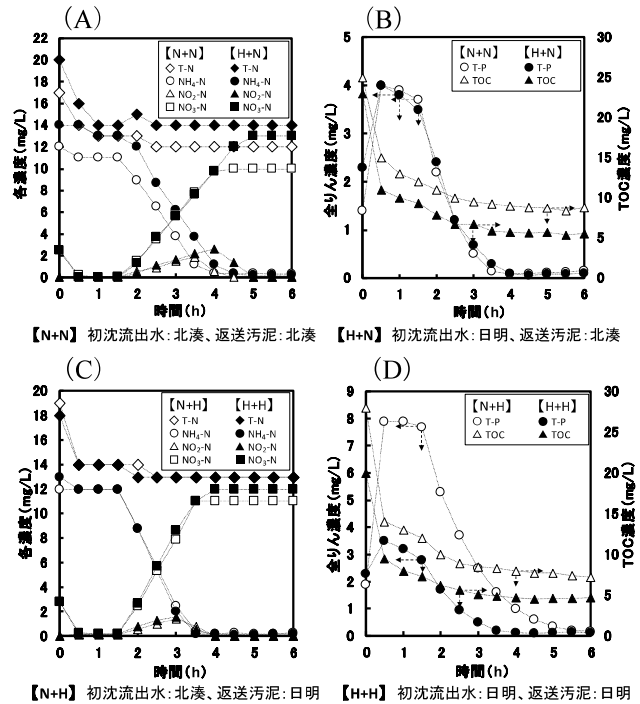 (A)
22
20
18
16
14
12
10
8
6
4
2
0
各濃度(mg/L)
【N+N】 【H+N】
T-N T-N
NH₄-N NH₄-N
NO₂-N NO₂-N
NO₃-N NO₃-N
0 1 2 3 4 5 6
時間(h)
(B)
5
4
3
2
1
0
全りん濃度(mg/L)
【N+N】 【H+N】
T-P T-P
TOC TOC
30
25
20
15
10
5
0
TOC濃度(mg/L)
0 1 2 3 4 5 6
時間(h)
【N+N】 初沈流出水:北湊、返送汚泥:北湊
【H+N】 初沈流出水:日明、返送汚泥:北湊
(C)
20
18
16
14
12
10
8
6
4
2
0
各濃度(mg/L)
【N+H】 【H+H】
T-N T-N
NH₄-N NH₄-N
NO₂-N NO₂-N
NO₃-N NO₃-N
0 1 2 3 4 5 6
時間(h)
(D)
9
8
7
6
5
4
3
2
1
0
全りん濃度(mg/L)
【N+H】 【H+H】
T-P T-P
TOC TOC
30
25
20
15
10
5
0
TOC濃度(mg/L)
0 1 2 3 4 5 6
時間(h)
【N+H】 初沈流出水:北湊、返送汚泥:日明
【H+H】 初沈流出水:日明、返送汚泥:日明